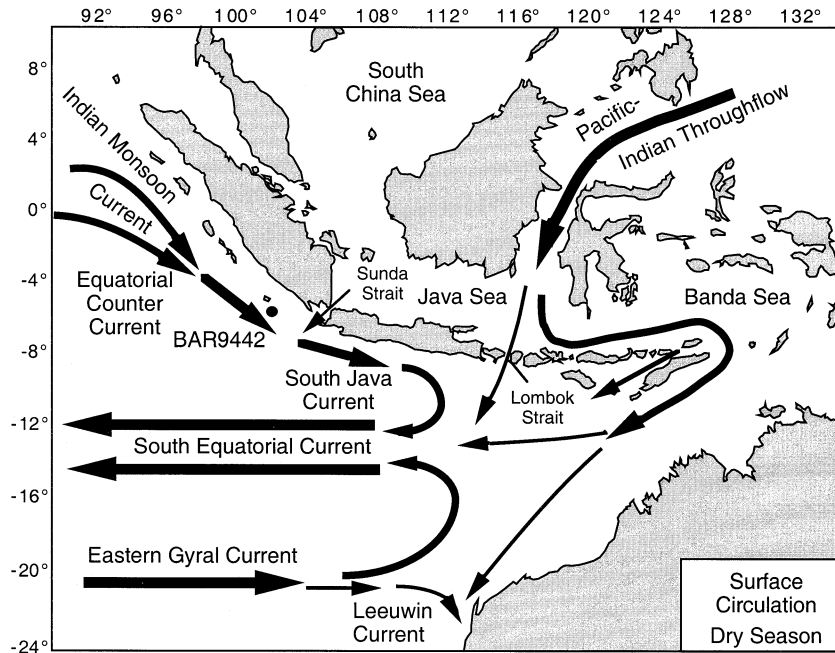 92° 96° 100° 104° 108° 112° 116° 120° 124° 128° 132°
8°
4°
0°
-4°
-8°
-12°
-16°
-20°
-24°
South
China Sea
Pacific-
Indian Throughflow
Indian Monsoon
Current
Equatorial
Counter
Current
BAR9442
Sunda
Strait
Java Sea
Banda Sea
South Java
Current
Lombok
Strait
South Equatorial Current
Eastern Gyral Current
Leeuwin
Current
Surface
Circulation
Dry Season